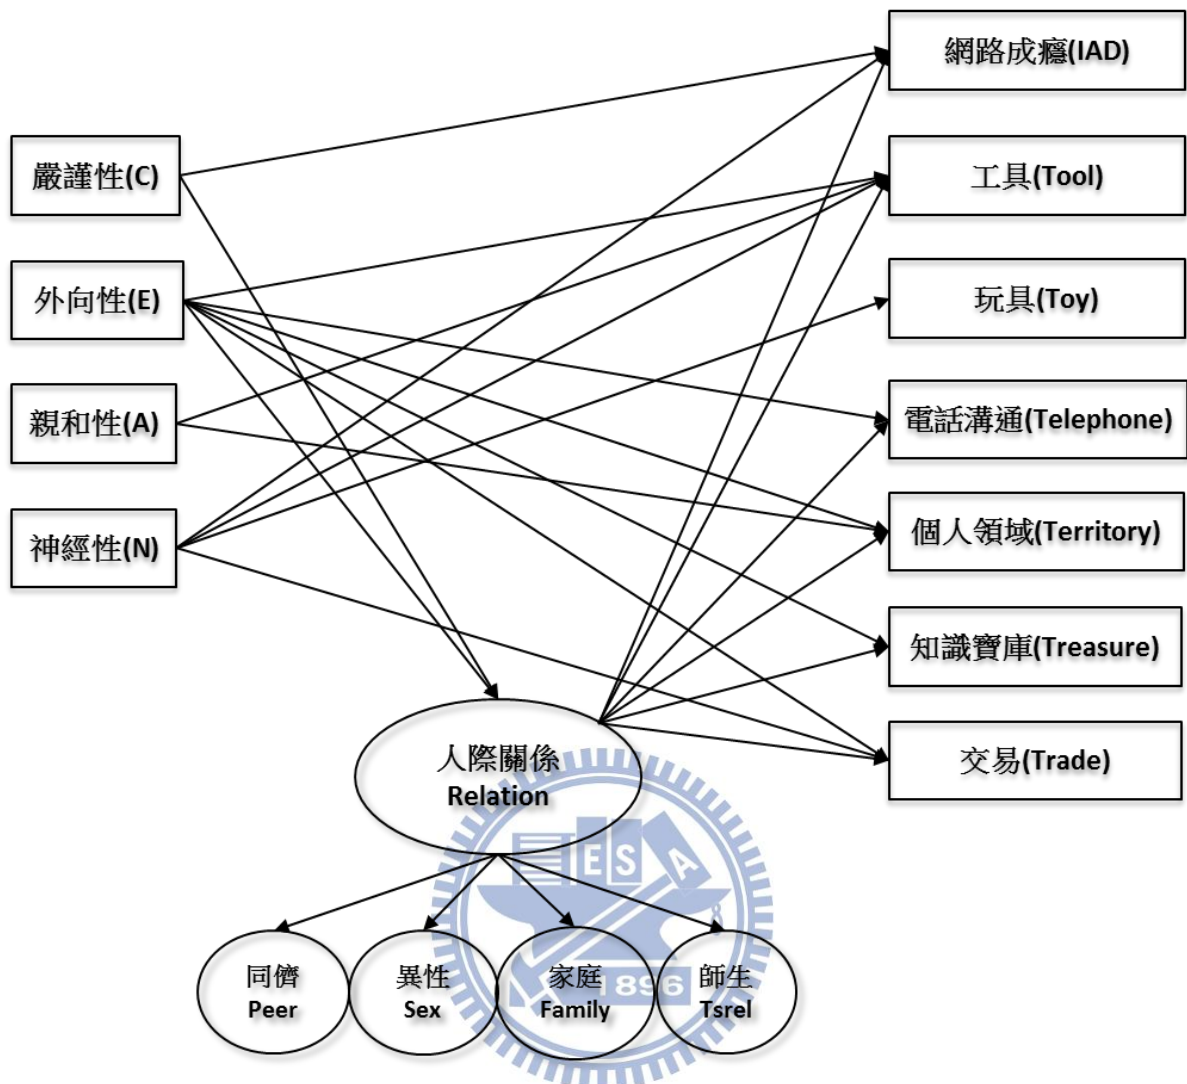 網路成癮(IAD)
嚴謹性(C)
工具(Tool)
外向性(E)
玩具(Toy)
親和性(A)
電話溝通(Telephone)
神經性(N)
個人領域(Territory)
知識寶庫(Treasure)
人際關係
Relation
交易(Trade)
ESA
同儕
Peer
異性
Sex
家庭
Family
師生
Tsrel
1896